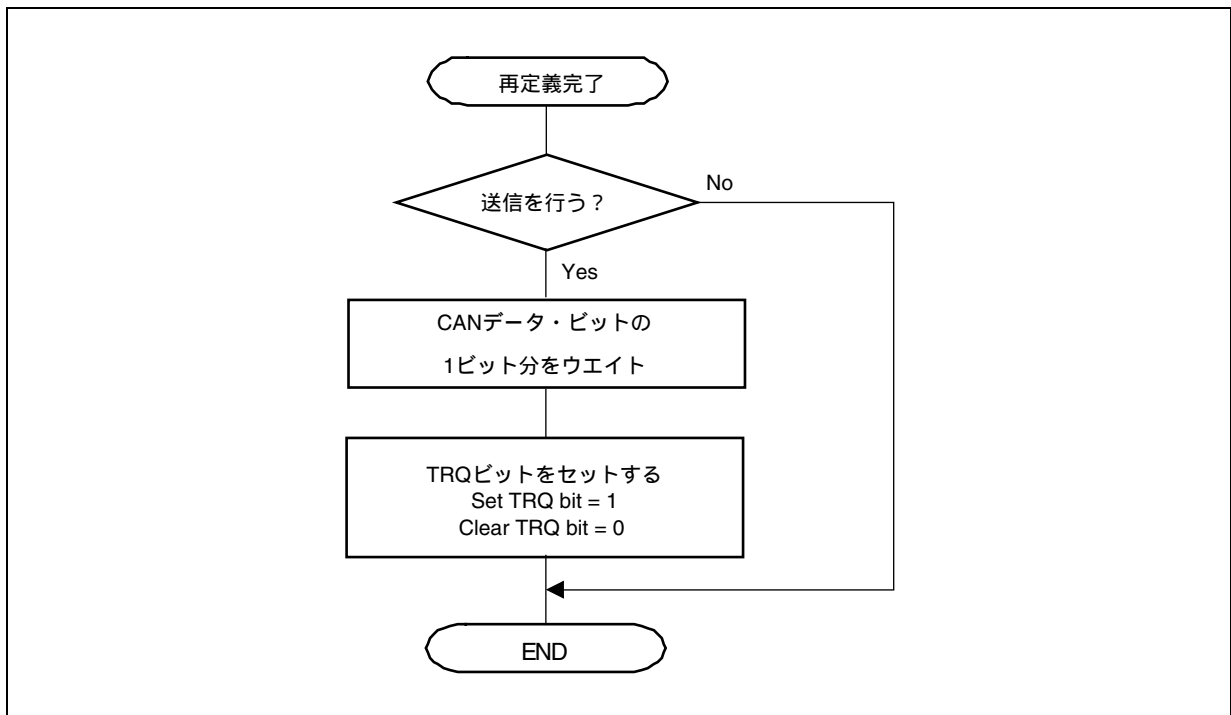 再定義完了
送信を行う？
No
Yes
CANデータ・ビットの
1ビット分をウエイト
TRQビットをセットする
Set TRQ bit = 1
Clear TRQ bit = 0
END